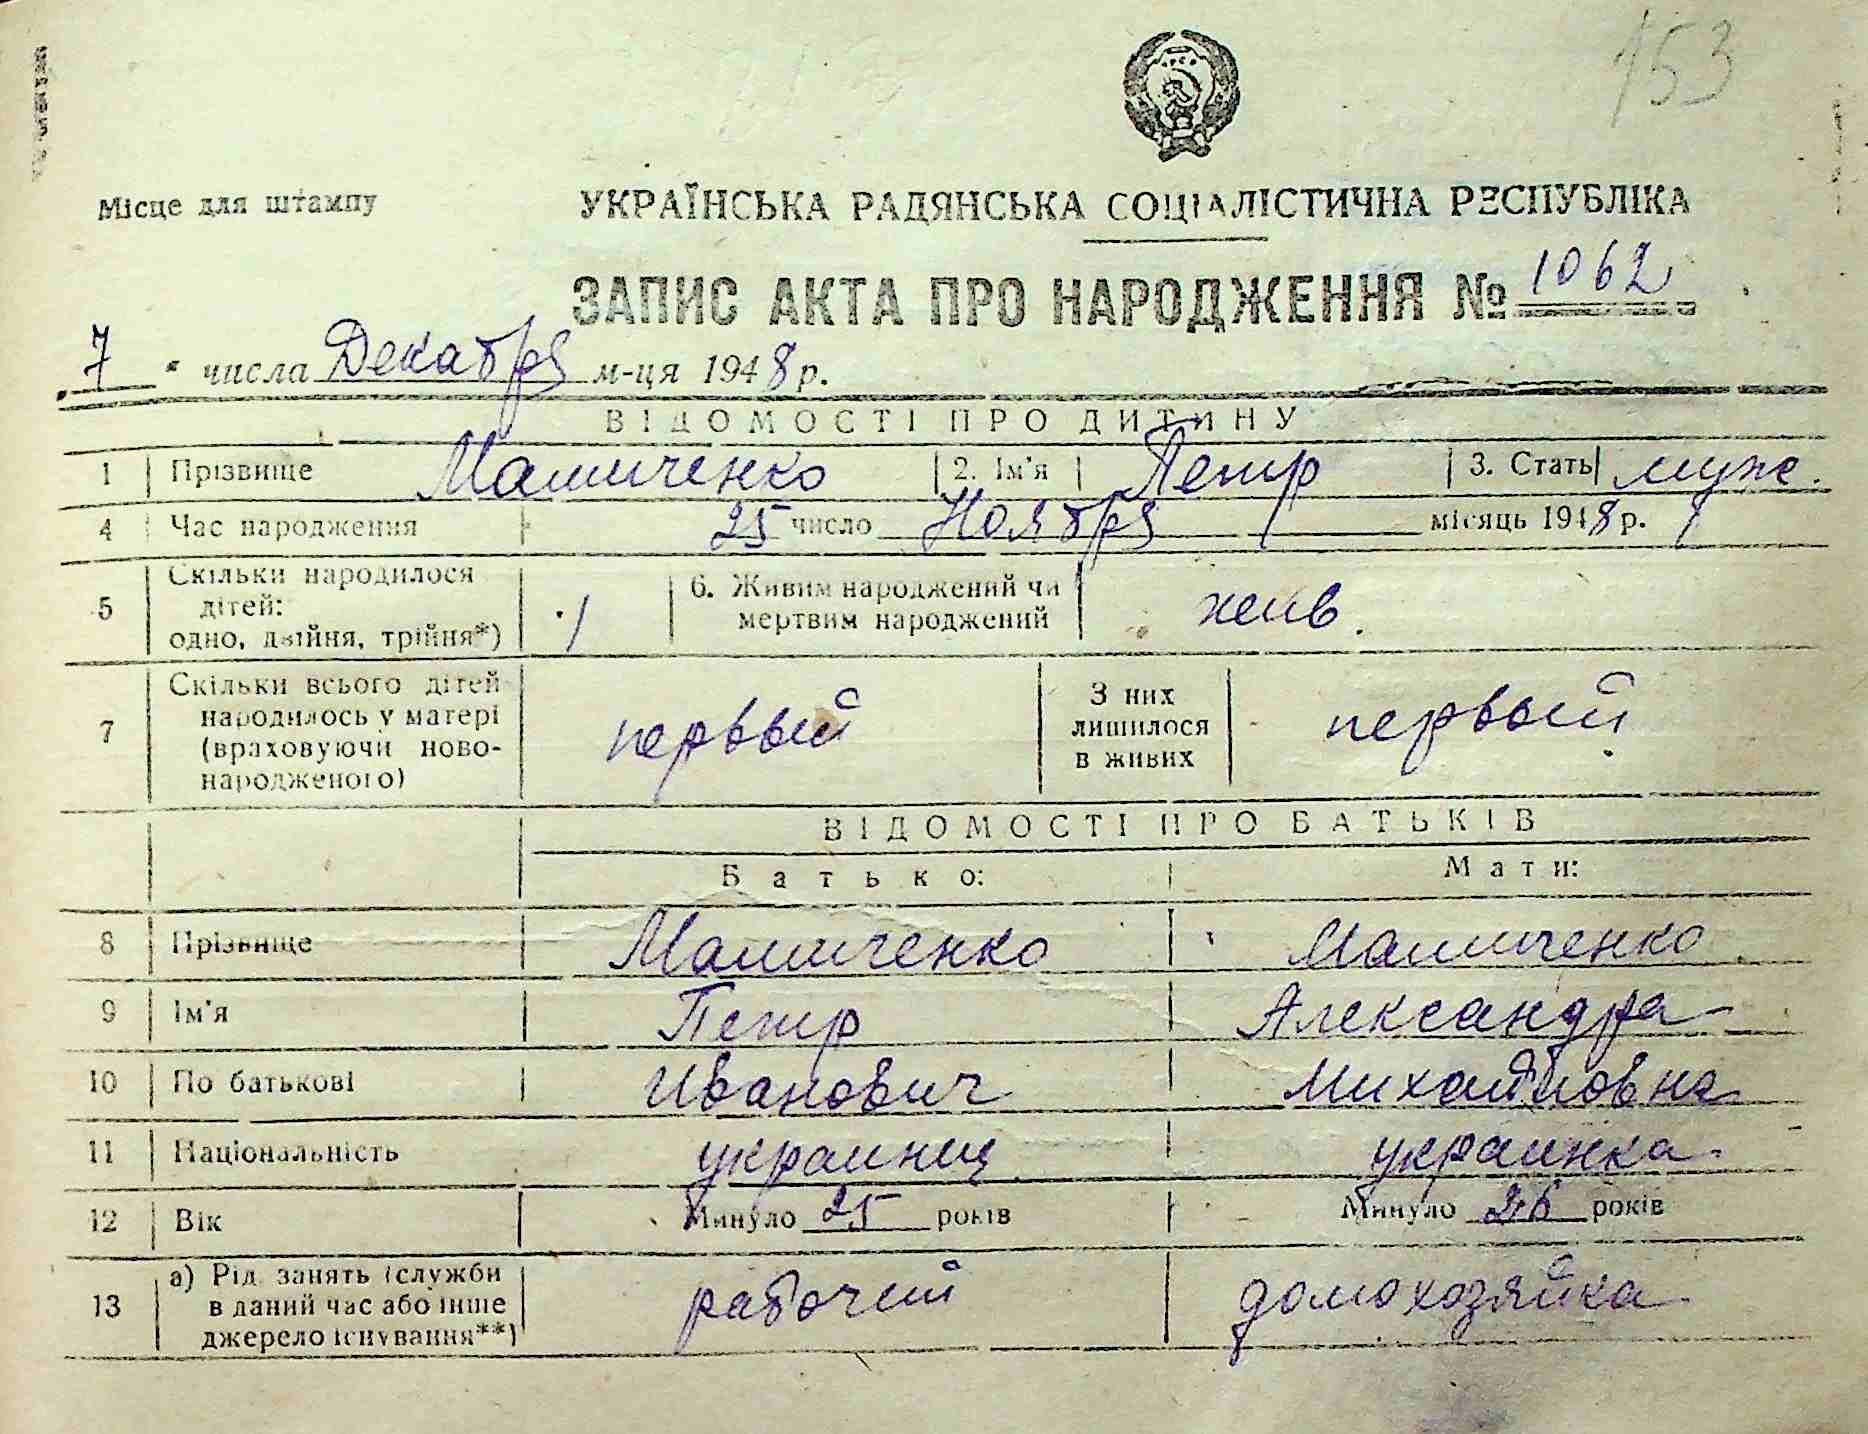 153
Місце для штампу
УКРАЇНСЬКА РАДЯНСЬКА СОЦІАЛІСТИЧНА РЕСПУБЛІКА
ЗАПИС АКТА ПРО НАРОДЖЕННЯ № 1062
7 " числа Декабря м-ця 1948 р.
ВІДОМОСТІ ПРО ДИТИНУ
1 Прізвище 2. Ім'я Петр 3. Стать муж.
4 Час народження 25 число Ноября місяць 1948 р.
5 Скільки народилося дітей: одно, двійня, трійня*) 1 6. Живим народжений чи мертвим народжений жив.
7 Скільки всього дітей народилось у матері (враховуючи новонародженого) первый З них лишилося в живих первый
ВІДОМОСТІ ПРО БАТЬКІВ
Батько: Мати:
8 Прізвище
9 Ім'я Петр Александра
10 По батькові Иванович Михайловна
11 Національність украинец украинка
12 Вік Минуло 25 років Минуло 26 років
13 а) Рід занять (служби в даний час або інше джерело існування**) рабочий домохозяйка